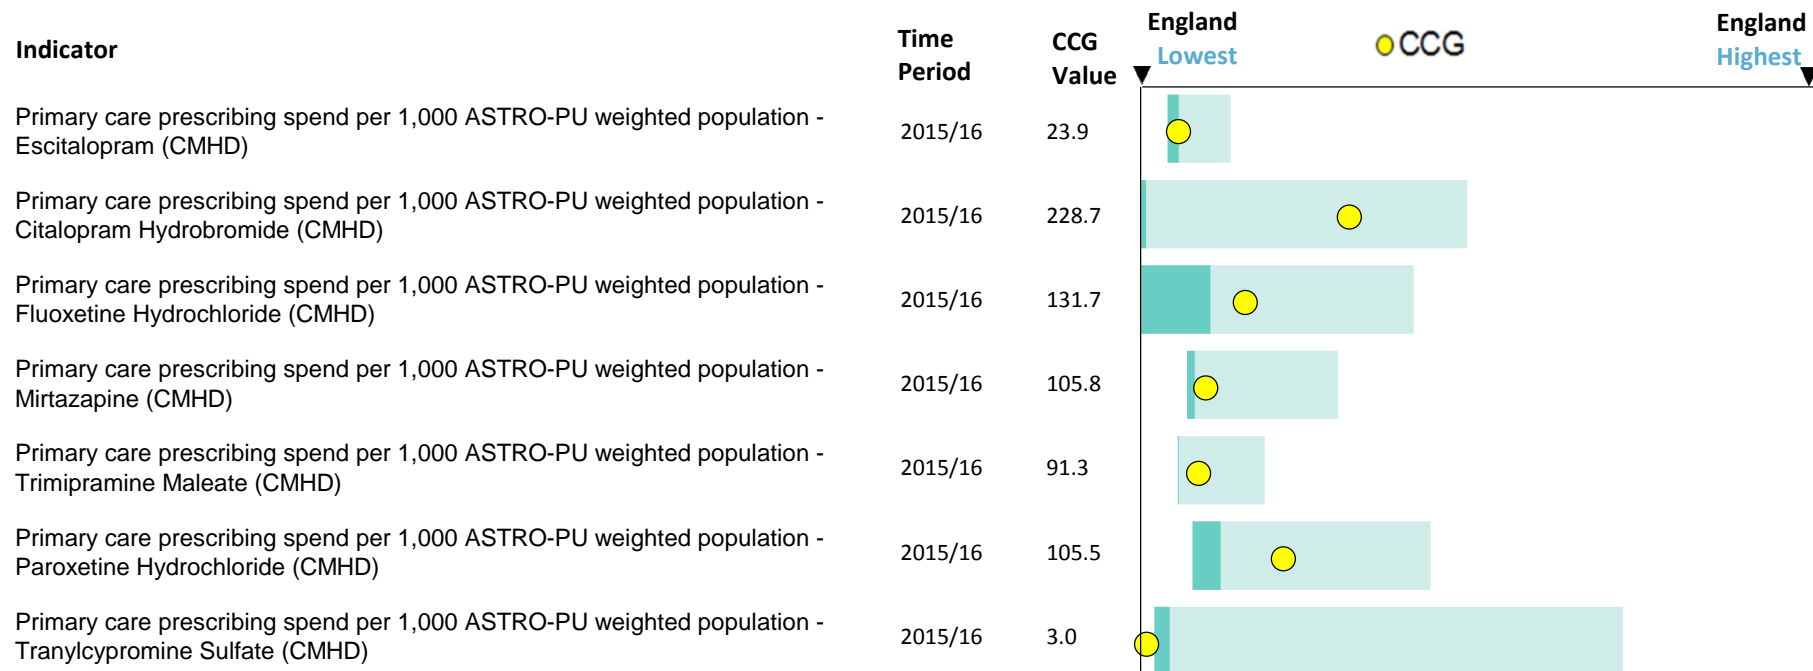 Indicator
Time
Period
CCG
Value
England
Lowest
CCG
England
Highest
Primary care prescribing spend per 1,000 ASTRO-PU weighted population -
Escitalopram (CMHD)
2015/16
23.9
Primary care prescribing spend per 1,000 ASTRO-PU weighted population -
Citalopram Hydrobromide (CMHD)
2015/16
228.7
Primary care prescribing spend per 1,000 ASTRO-PU weighted population -
Fluoxetine Hydrochloride (CMHD)
2015/16
131.7
Primary care prescribing spend per 1,000 ASTRO-PU weighted population -
Mirtazapine (CMHD)
2015/16
105.8
Primary care prescribing spend per 1,000 ASTRO-PU weighted population -
Trimipramine Maleate (CMHD)
2015/16
91.3
Primary care prescribing spend per 1,000 ASTRO-PU weighted population -
Paroxetine Hydrochloride (CMHD)
2015/16
105.5
Primary care prescribing spend per 1,000 ASTRO-PU weighted population -
Tranylcypromine Sulfate (CMHD)
2015/16
3.0